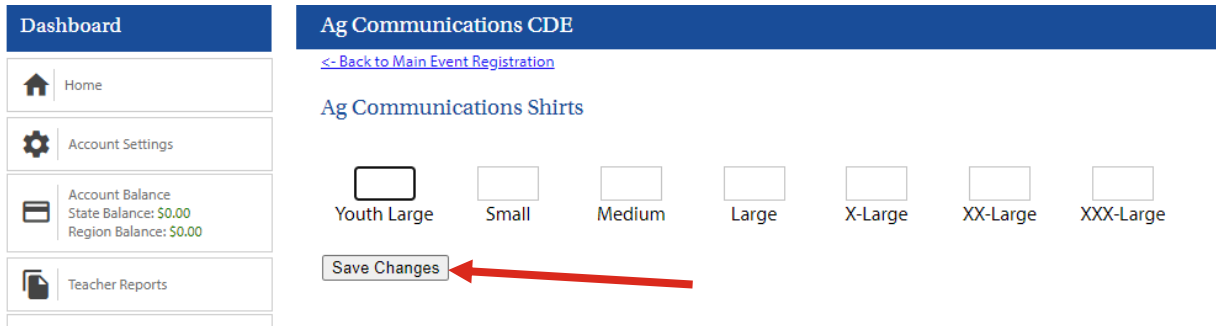 Dashboard
Home
Account Settings
Account Balance
State Balance: $0.00
Region Balance: $0.00
Teacher Reports
Ag Communications CDE
<- Back to Main Event Registration
Ag Communications Shirts
Youth Large Small Medium Large X-Large XX-Large XXX-Large
Save Changes